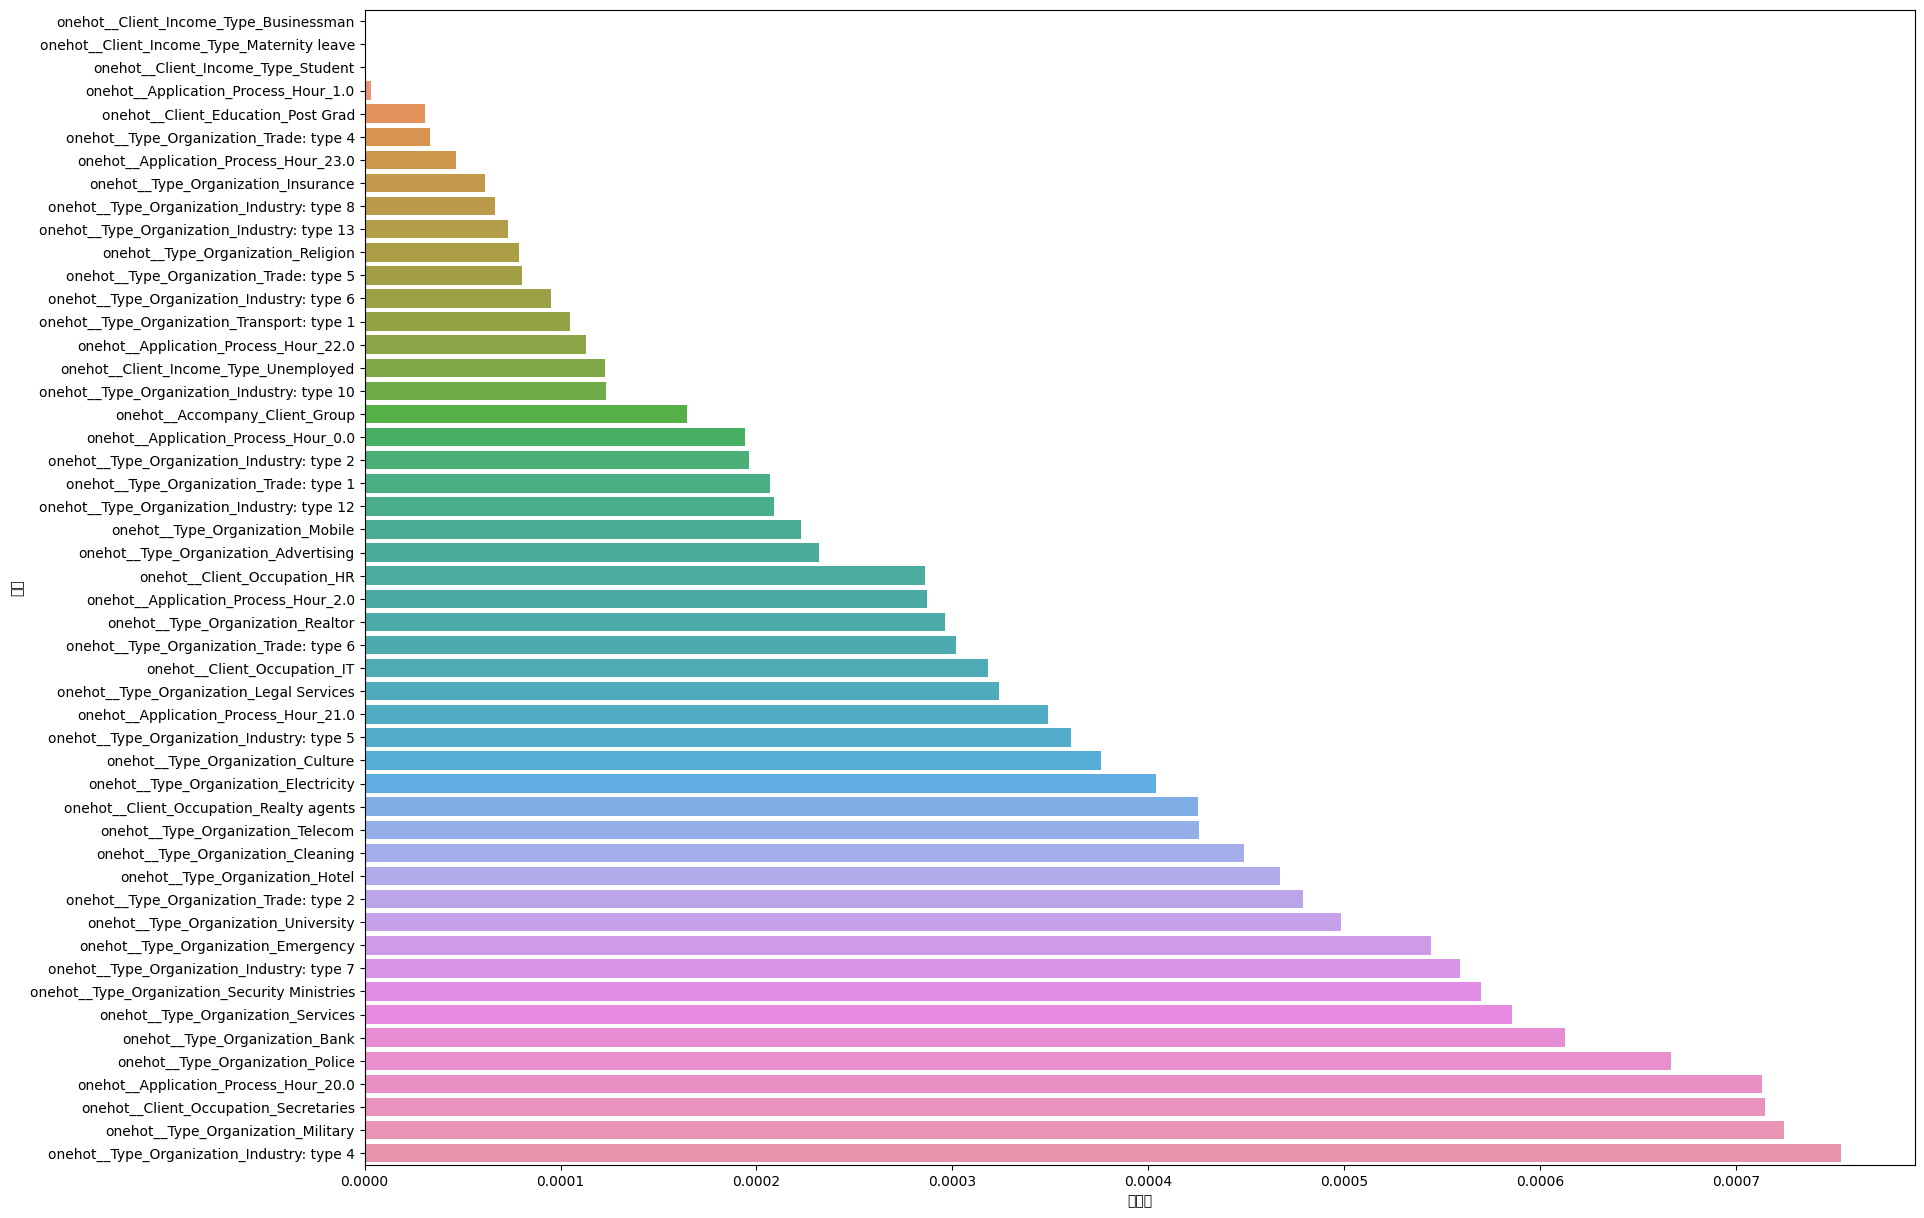 onehot__Client_Income_Type_Businessman
onehot__Client_Income_Type_Maternity leave
onehot__Client_Income_Type_Student
onehot__Application_Process_Hour_1.0
onehot__Client_Education_Post Grad
onehot__Type_Organization_Trade: type 4
onehot__Application_Process_Hour_23.0
onehot__Type_Organization_Insurance
onehot__Type_Organization_Industry: type 8
onehot__Type_Organization_Industry: type 13
onehot__Type_Organization_Religion
onehot__Type_Organization_Trade: type 5
onehot__Type_Organization_Industry: type 6
onehot__Type_Organization_Transport: type 1
onehot__Application_Process_Hour_22.0
onehot__Client_Income_Type_Unemployed
onehot__Type_Organization_Industry: type 10
onehot__Accompany_Client_Group
onehot__Application_Process_Hour_0.0
onehot__Type_Organization_Industry: type 2
onehot__Type_Organization_Trade: type 1
onehot__Type_Organization_Industry: type 12
onehot__Type_Organization_Mobile
onehot__Type_Organization_Advertising
onehot__Client_Occupation_HR
onehot__Application_Process_Hour_2.0
onehot__Type_Organization_Realtor
onehot__Type_Organization_Trade: type 6
onehot__Client_Occupation_IT
onehot__Type_Organization_Legal Services
onehot__Application_Process_Hour_21.0
onehot__Type_Organization_Industry: type 5
onehot__Type_Organization_Culture
onehot__Type_Organization_Electricity
onehot__Client_Occupation_Realty agents
onehot__Type_Organization_Telecom
onehot__Type_Organization_Cleaning
onehot__Type_Organization_Hotel
onehot__Type_Organization_Trade: type 2
onehot__Type_Organization_University
onehot__Type_Organization_Emergency
onehot__Type_Organization_Industry: type 7
onehot__Type_Organization_Security Ministries
onehot__Type_Organization_Services
onehot__Type_Organization_Bank
onehot__Type_Organization_Police
onehot__Application_Process_Hour_20.0
onehot__Client_Occupation_Secretaries
onehot__Type_Organization_Military
onehot__Type_Organization_Industry: type 4
0.0000 0.0001 0.0002 0.0003 0.0004 0.0005 0.0006 0.0007